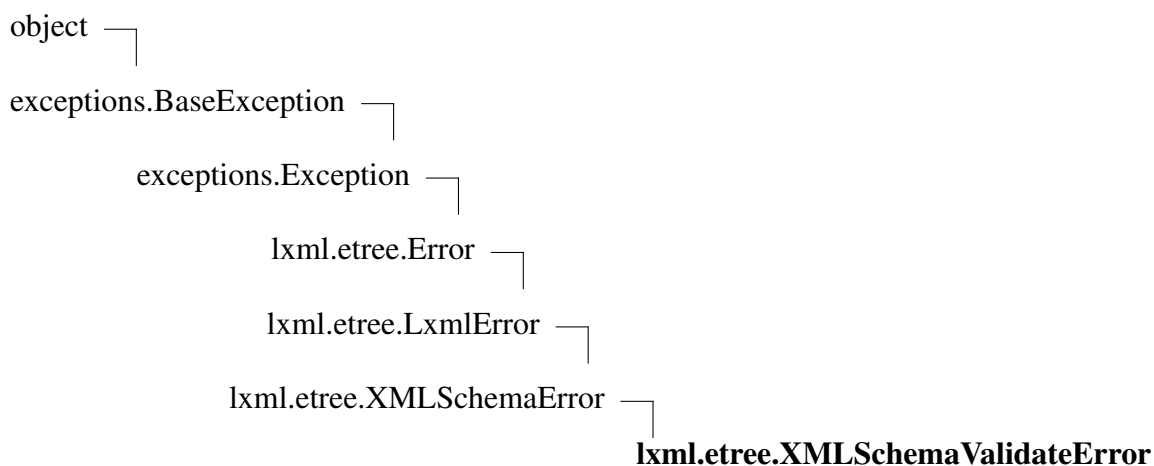 object
exceptions.BaseException
exceptions.Exception
lxml.etree.Error
lxml.etree.LxmlError
lxml.etree.XMLSchemaError
lxml.etree.XMLSchemaValidateError